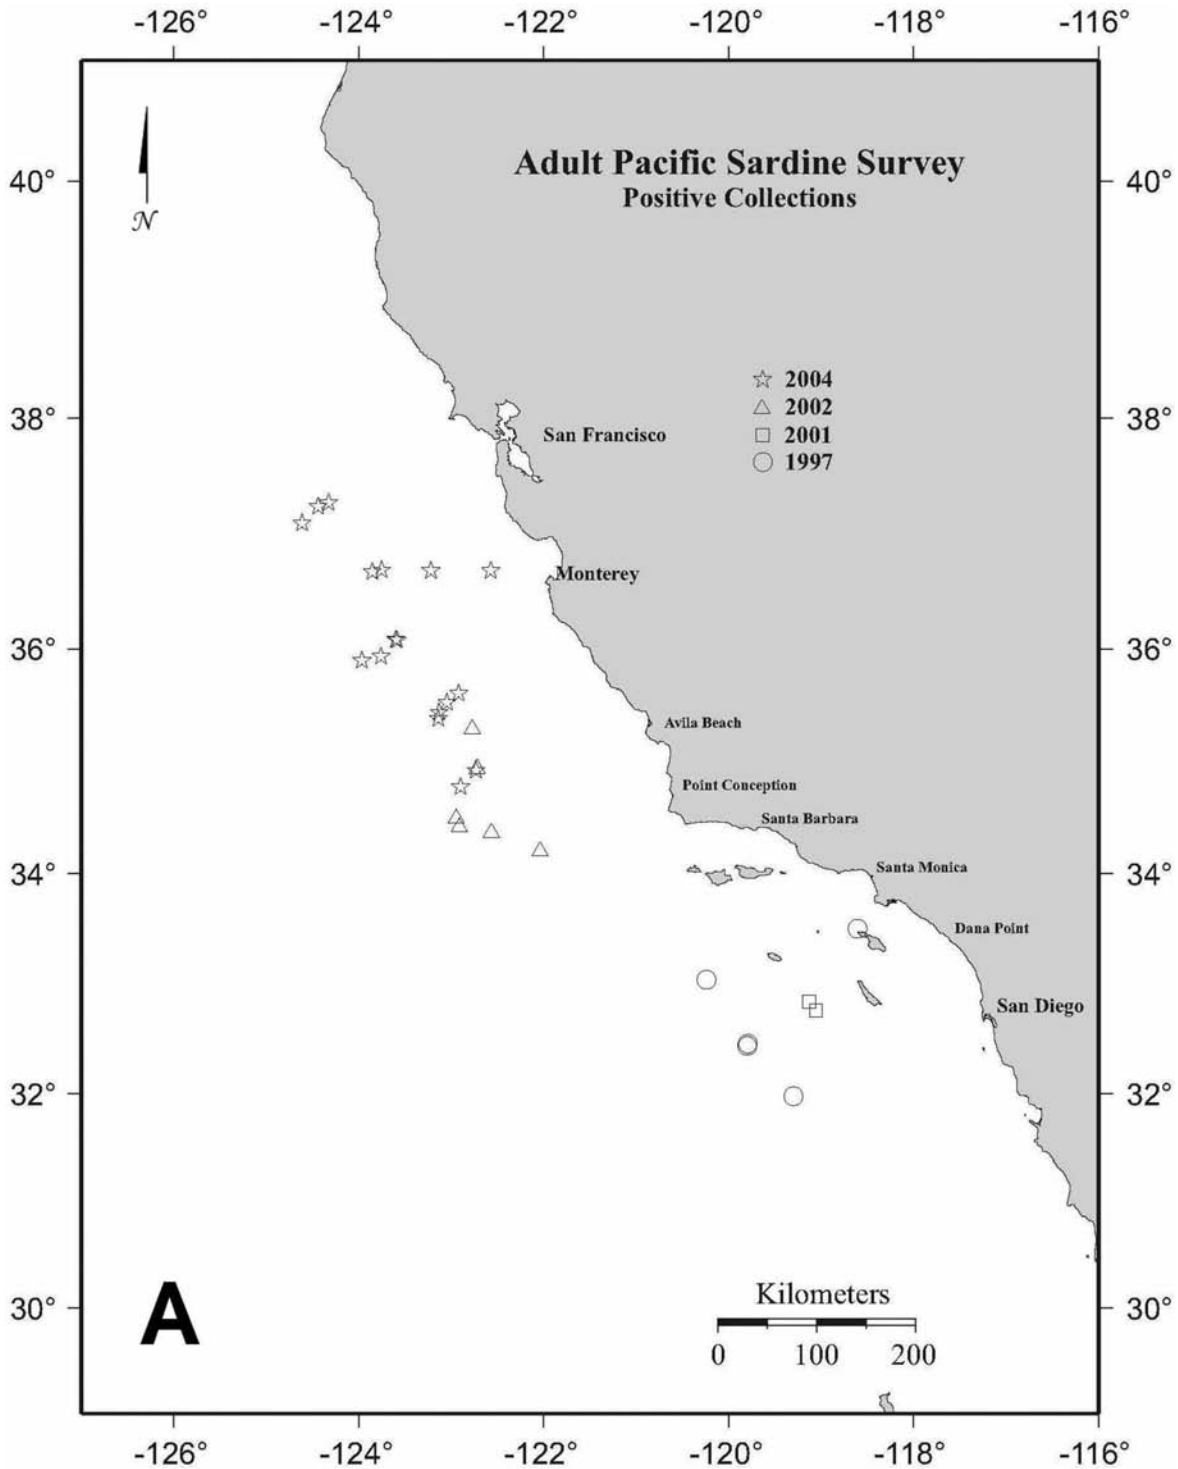 -126° -124° -122° -120° -118° -116°
N
Adult Pacific Sardine Survey
Positive Collections
40° 40°
2004
2002
2001
1997
38° 38°
San Francisco
Monterey
36° 36°
Avila Beach
Point Conception
Santa Barbara
34° 34°
Santa Monica
Dana Point
San Diego
32° 32°
30° 30°
A
Kilometers
0 100 200
-126° -124° -122° -120° -118° -116°